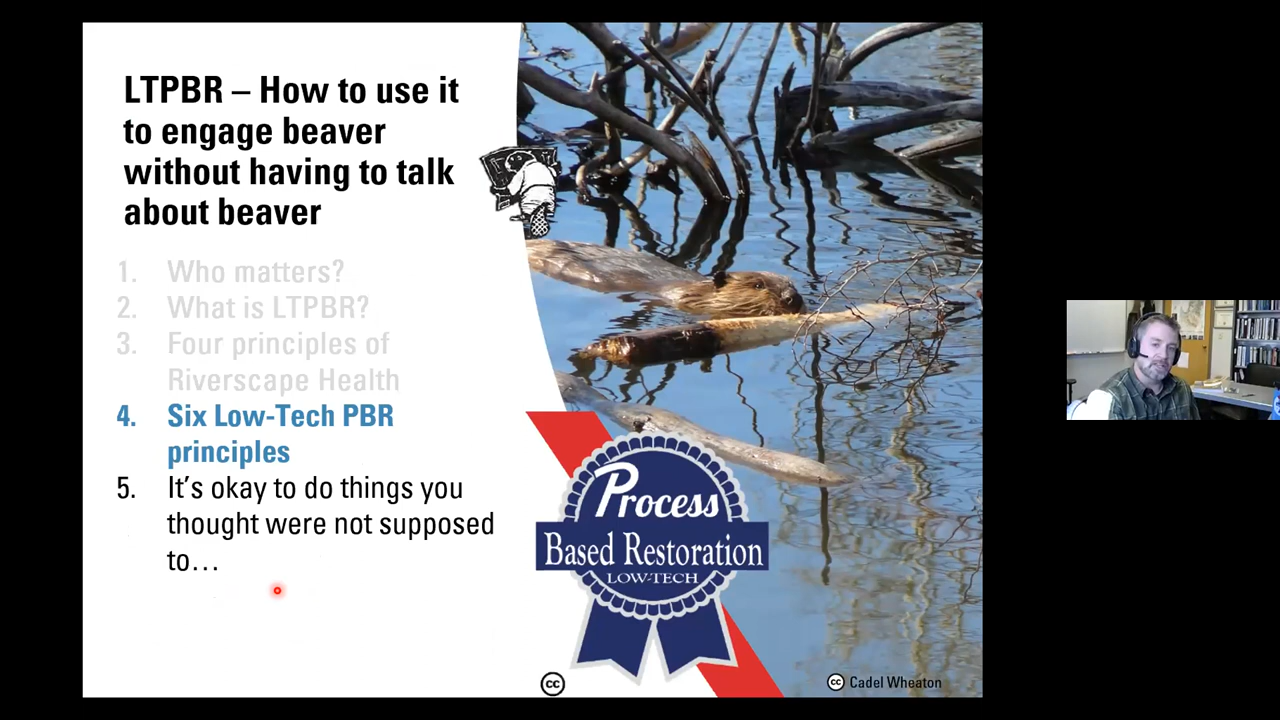 LTPBR – How to use it
to engage beaver
without having to talk
about beaver
1. Who matters?
2. What is LTPBR?
3. Four principles of
Riverscape Health
4. Six Low-Tech PBR
principles
5. It's okay to do things you
thought were not supposed
to…
Process
Based Restoration
LOW-TECH
cc
cc Cadel Wheaton